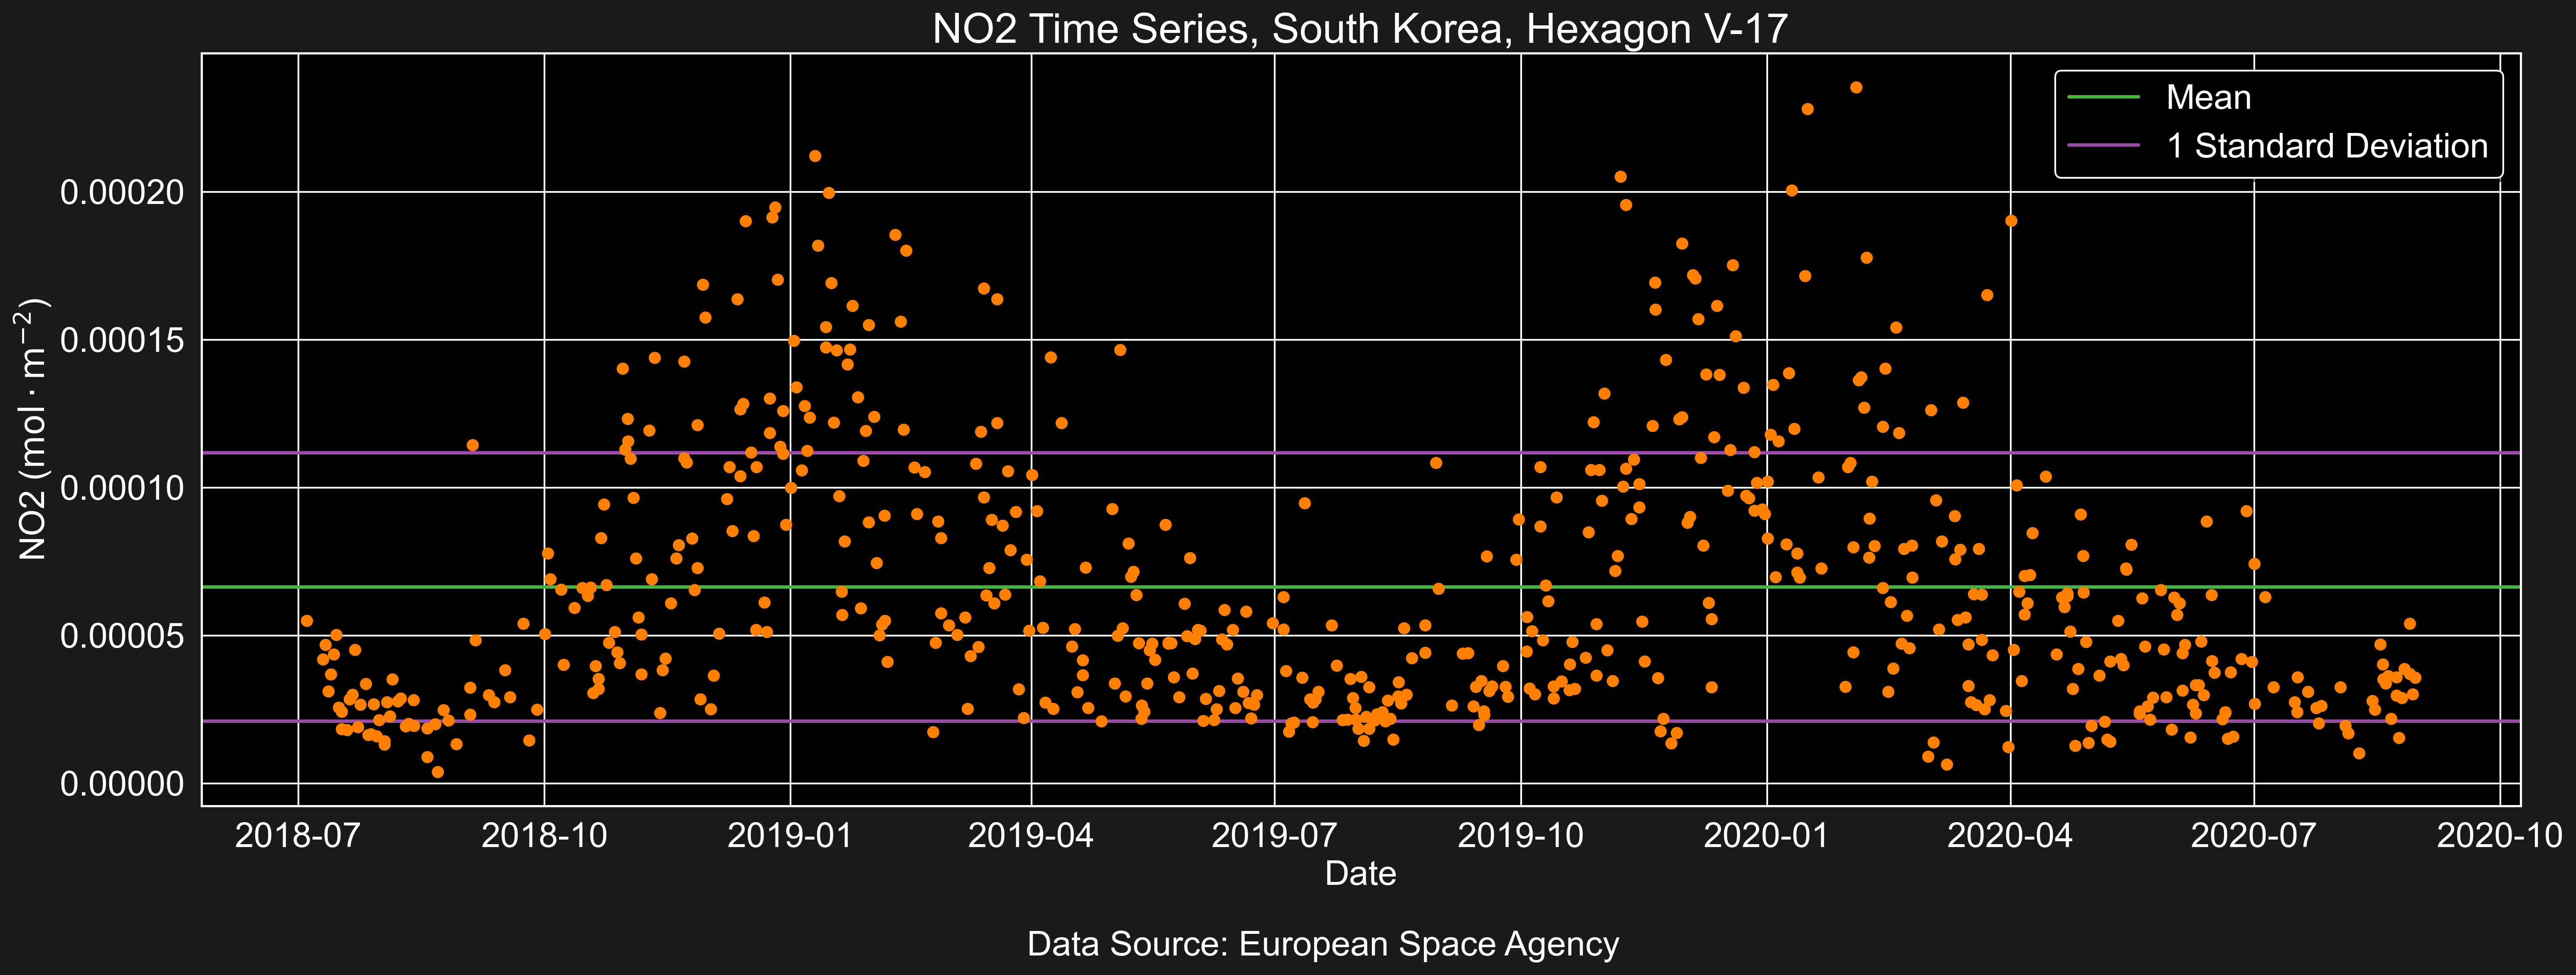 NO2 Time Series, South Korea, Hexagon V-17
Mean
1 Standard Deviation
NO2 (mol · m⁻²)
0.00020
0.00015
0.00010
0.00005
0.00000
2018-07 2018-10 2019-01 2019-04 2019-07 2019-10 2020-01 2020-04 2020-07 2020-10
Date
Data Source: European Space Agency